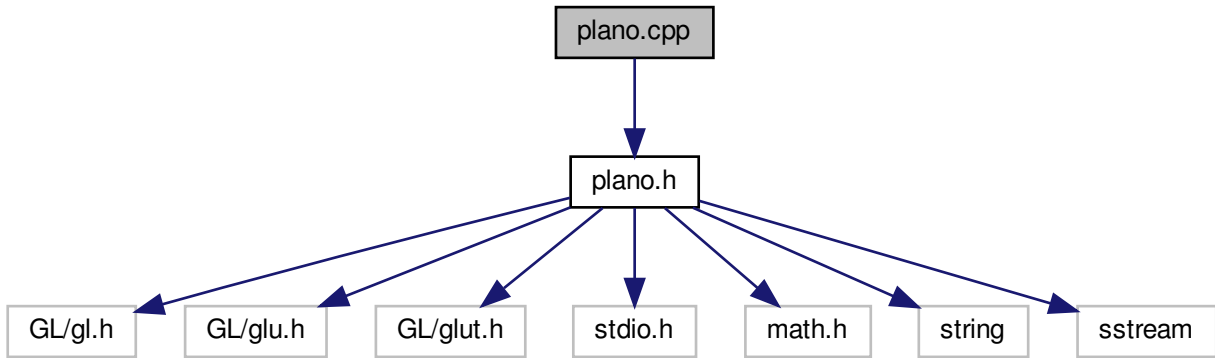 plano.cpp
plano.h
GL/gl.h
GL/glu.h
GL/glut.h
stdio.h
math.h
string
sstream